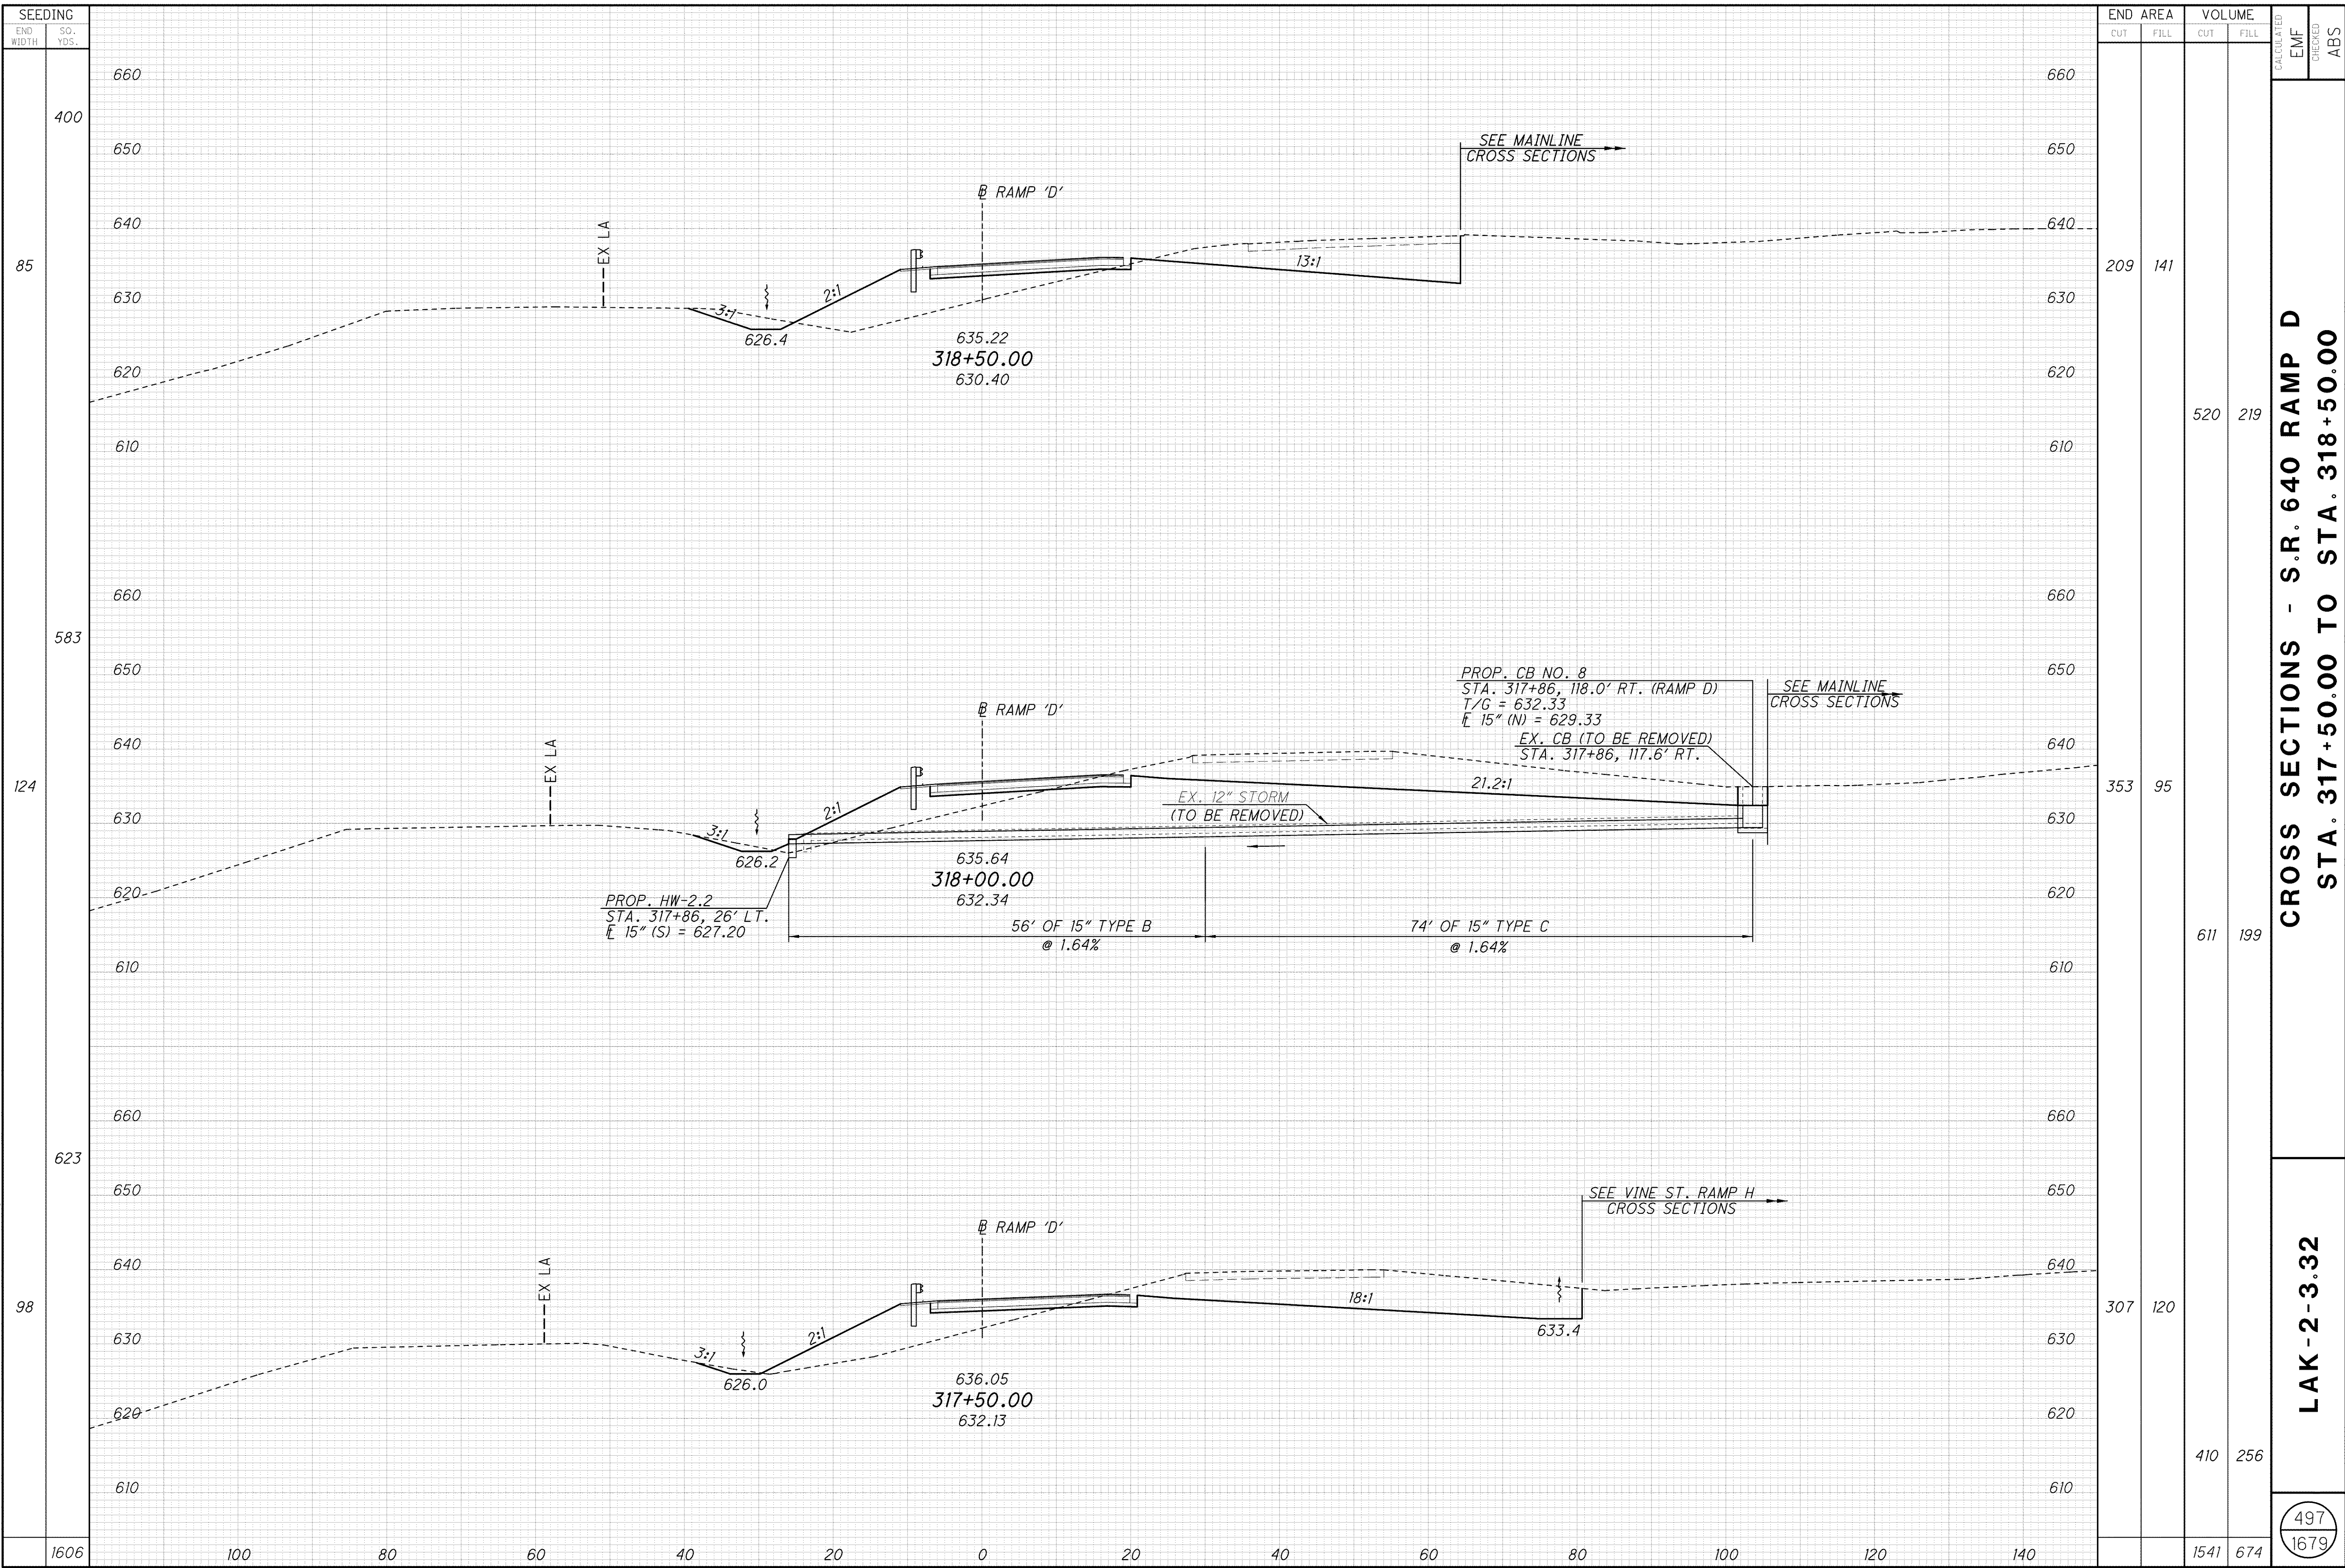 SEEDING
END WIDTH
SQ. YDS.
END AREA
VOLUME
CUT
FILL
CUT
FILL
CALCULATED
EMF
CHECKED
ABS
660
660
400
650
650
SEE MAINLINE
CROSS SECTIONS
℄ RAMP 'D'
640
640
EX LA
85
13:1
209
141
630
630
3:1
2:1
626.4
635.22
318+50.00
630.40
620
620
520
219
610
610
660
660
583
650
650
PROP. CB NO. 8
STA. 317+86, 118.0' RT. (RAMP D)
T/G = 632.33
15" (N) = 629.33
SEE MAINLINE
CROSS SECTIONS
℄ RAMP 'D'
640
640
EX. CB (TO BE REMOVED)
STA. 317+86, 117.6' RT.
EX LA
124
21.2:1
353
95
EX. 12" STORM
(TO BE REMOVED)
630
630
3:1
2:1
626.2
635.64
318+00.00
632.34
620
620
PROP. HW-2.2
STA. 317+86, 26' LT.
15" (S) = 627.20
56' OF 15" TYPE B
@ 1.64%
74' OF 15" TYPE C
@ 1.64%
611
199
610
610
660
660
623
650
650
SEE VINE ST. RAMP H
CROSS SECTIONS
℄ RAMP 'D'
640
640
EX LA
98
18:1
307
120
630
630
3:1
2:1
633.4
626.0
636.05
317+50.00
632.13
620
620
410
256
610
610
1606
100
80
60
40
20
0
20
40
60
80
100
120
140
1541
674
CROSS SECTIONS - S.R. 640 RAMP D
STA. 317+50.00 TO STA. 318+50.00
LAK-2-3.32
497
1679